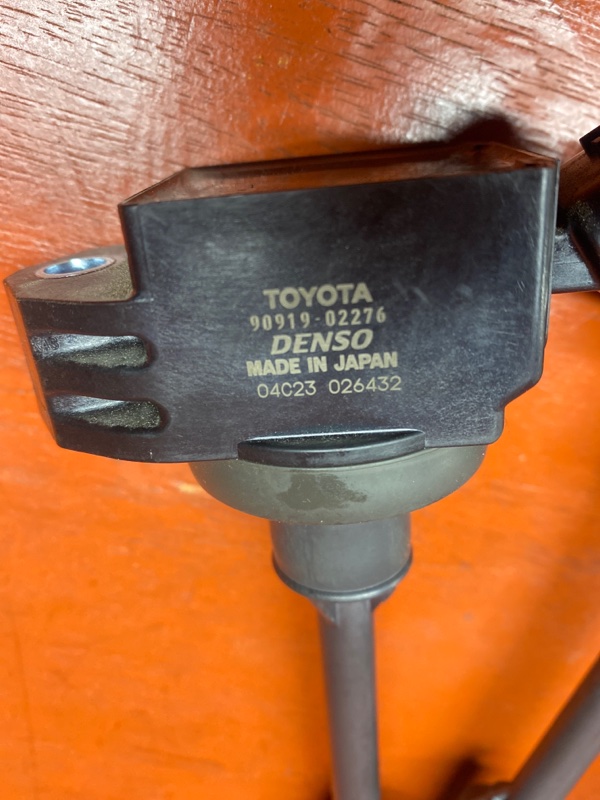 TOYOTA
90919-02276
DENSO
MADE IN JAPAN
04C23 026432